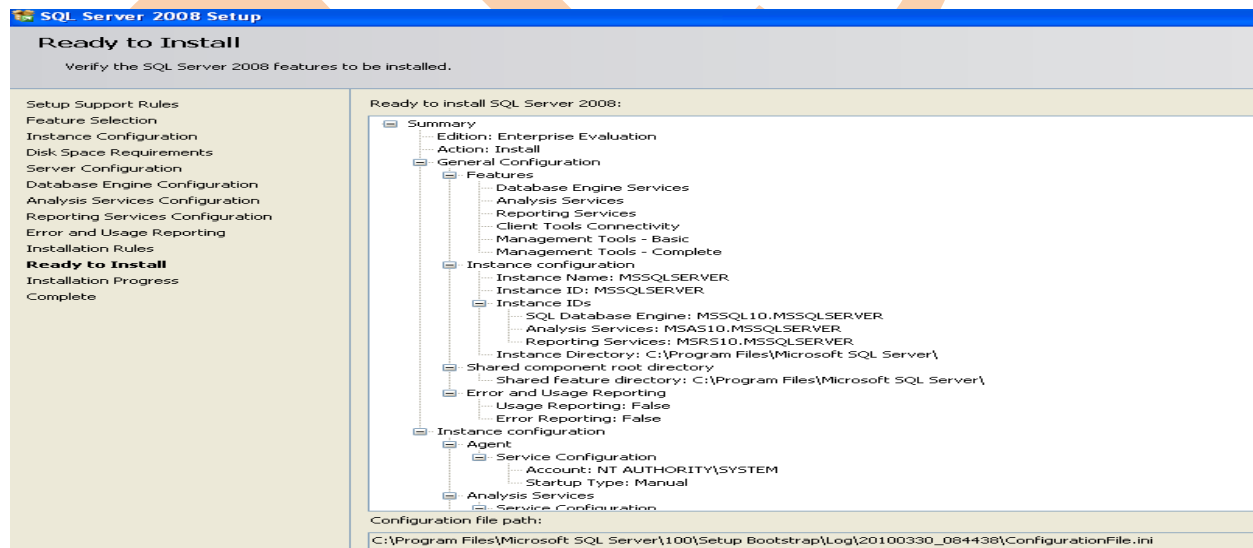 SQL Server 2008 Setup
Ready to Install
Verify the SQL Server 2008 features to be installed.
Setup Support Rules
Feature Selection
Instance Configuration
Disk Space Requirements
Server Configuration
Database Engine Configuration
Analysis Services Configuration
Reporting Services Configuration
Error and Usage Reporting
Installation Rules
Ready to Install
Installation Progress
Complete
Ready to install SQL Server 2008:
Summary
Edition: Enterprise Evaluation
Action: Install
General Configuration
Features
Database Engine Services
Analysis Services
Reporting Services
Client Tools Connectivity
Management Tools - Basic
Management Tools - Complete
Instance configuration
Instance Name: MSSQLSERVER
Instance ID: MSSQLSERVER
Instance IDs
SQL Database Engine: MSSQL10.MSSQLSERVER
Analysis Services: MSAS10.MSSQLSERVER
Reporting Services: MSRS10.MSSQLSERVER
Instance Directory: C:\Program Files\Microsoft SQL Server\
Shared component root directory
Shared feature directory: C:\Program Files\Microsoft SQL Server\
Error and Usage Reporting
Usage Reporting: False
Error Reporting: False
Instance configuration
Agent
Service Configuration
Account: NT AUTHORITY\SYSTEM
Startup Type: Manual
Analysis Services
Service Configuration
Configuration file path:
C:\Program Files\Microsoft SQL Server\100\Setup Bootstrap\Log\20100330_084438\ConfigurationFile.ini